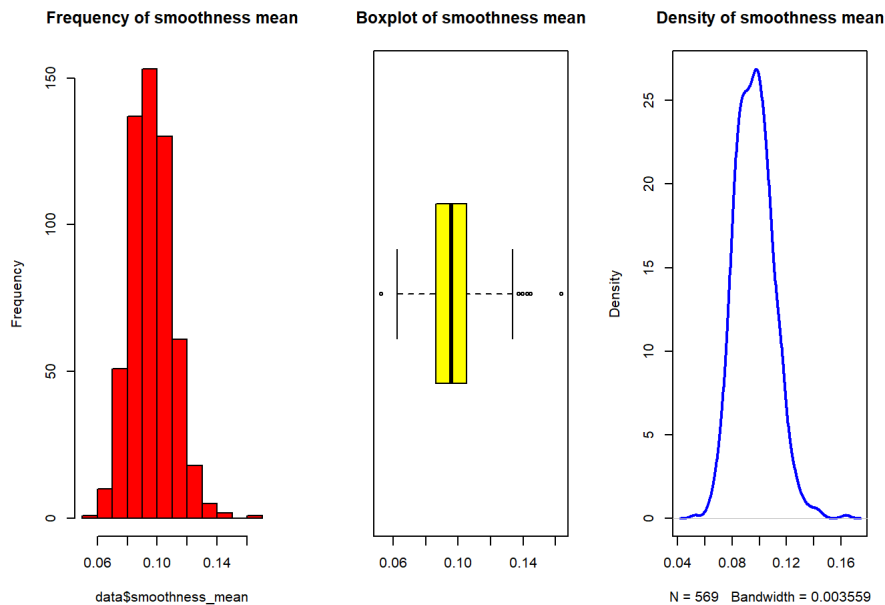 Frequency of smoothness mean
Frequency
150
100
50
0
0.06 0.10 0.14
data$smoothness_mean
Boxplot of smoothness mean
0.06 0.10 0.14
Density of smoothness mean
Density
25
20
15
10
5
0
0.04 0.08 0.12 0.16
N = 569 Bandwidth = 0.003559